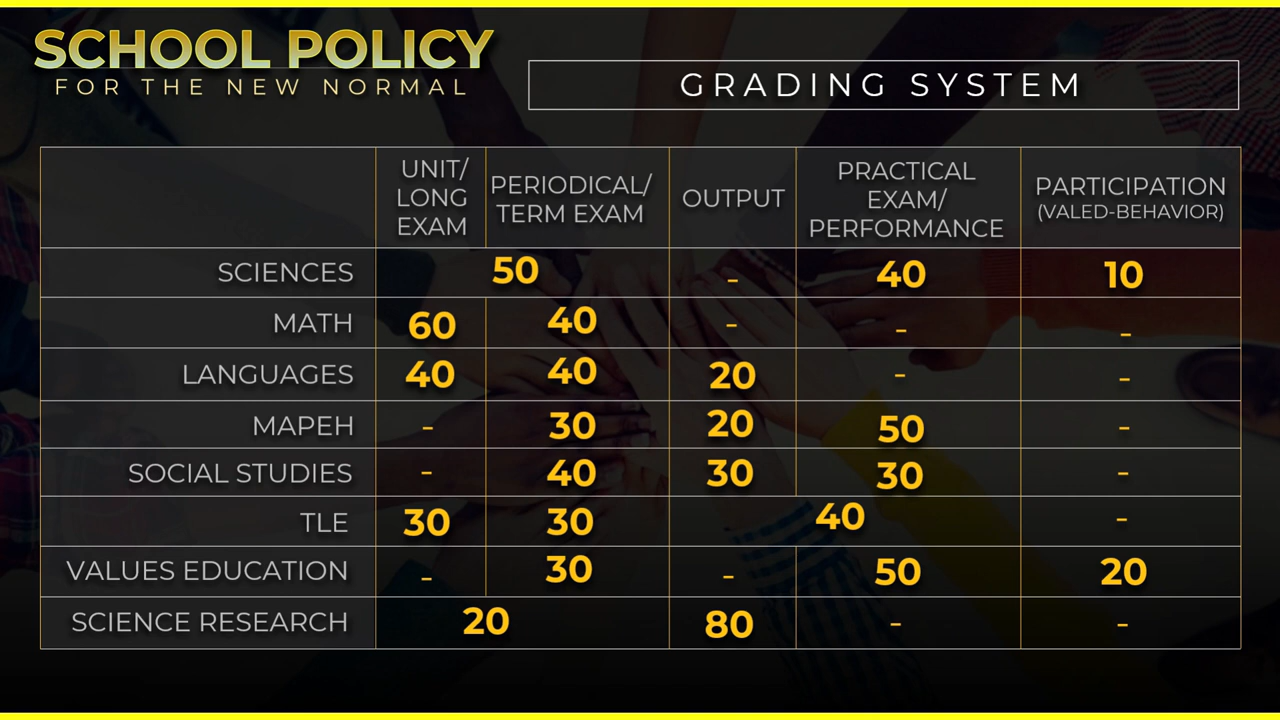 SCHOOL POLICY
FOR THE NEW NORMAL
GRADING SYSTEM
UNIT/
LONG
EXAM
PERIODICAL/
TERM EXAM
OUTPUT
PRACTICAL
EXAM/
PERFORMANCE
PARTICIPATION
(VALED-BEHAVIOR)
SCIENCES 50 - 40 10
MATH 60 40 - - -
LANGUAGES 40 40 20 - -
MAPEH - 30 20 50 -
SOCIAL STUDIES - 40 30 30 -
TLE 30 30 40 -
VALUES EDUCATION - 30 - 50 20
SCIENCE RESEARCH 20 80 - -